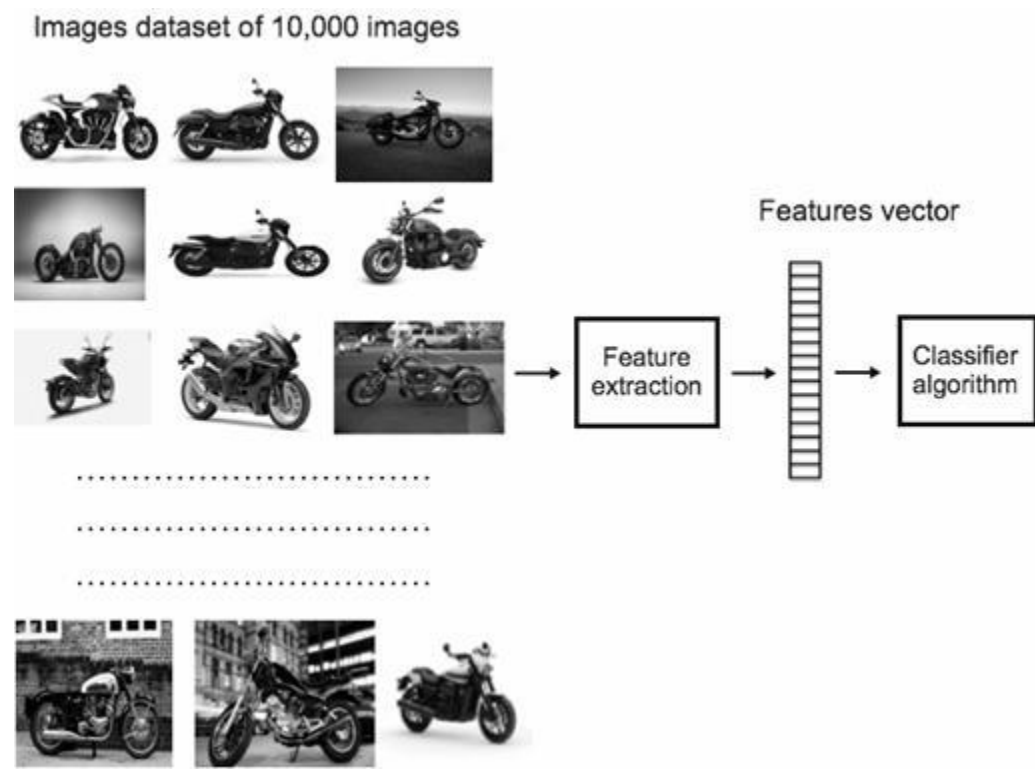 Images dataset of 10,000 images
Features vector
Feature
extraction
Classifier
algorithm